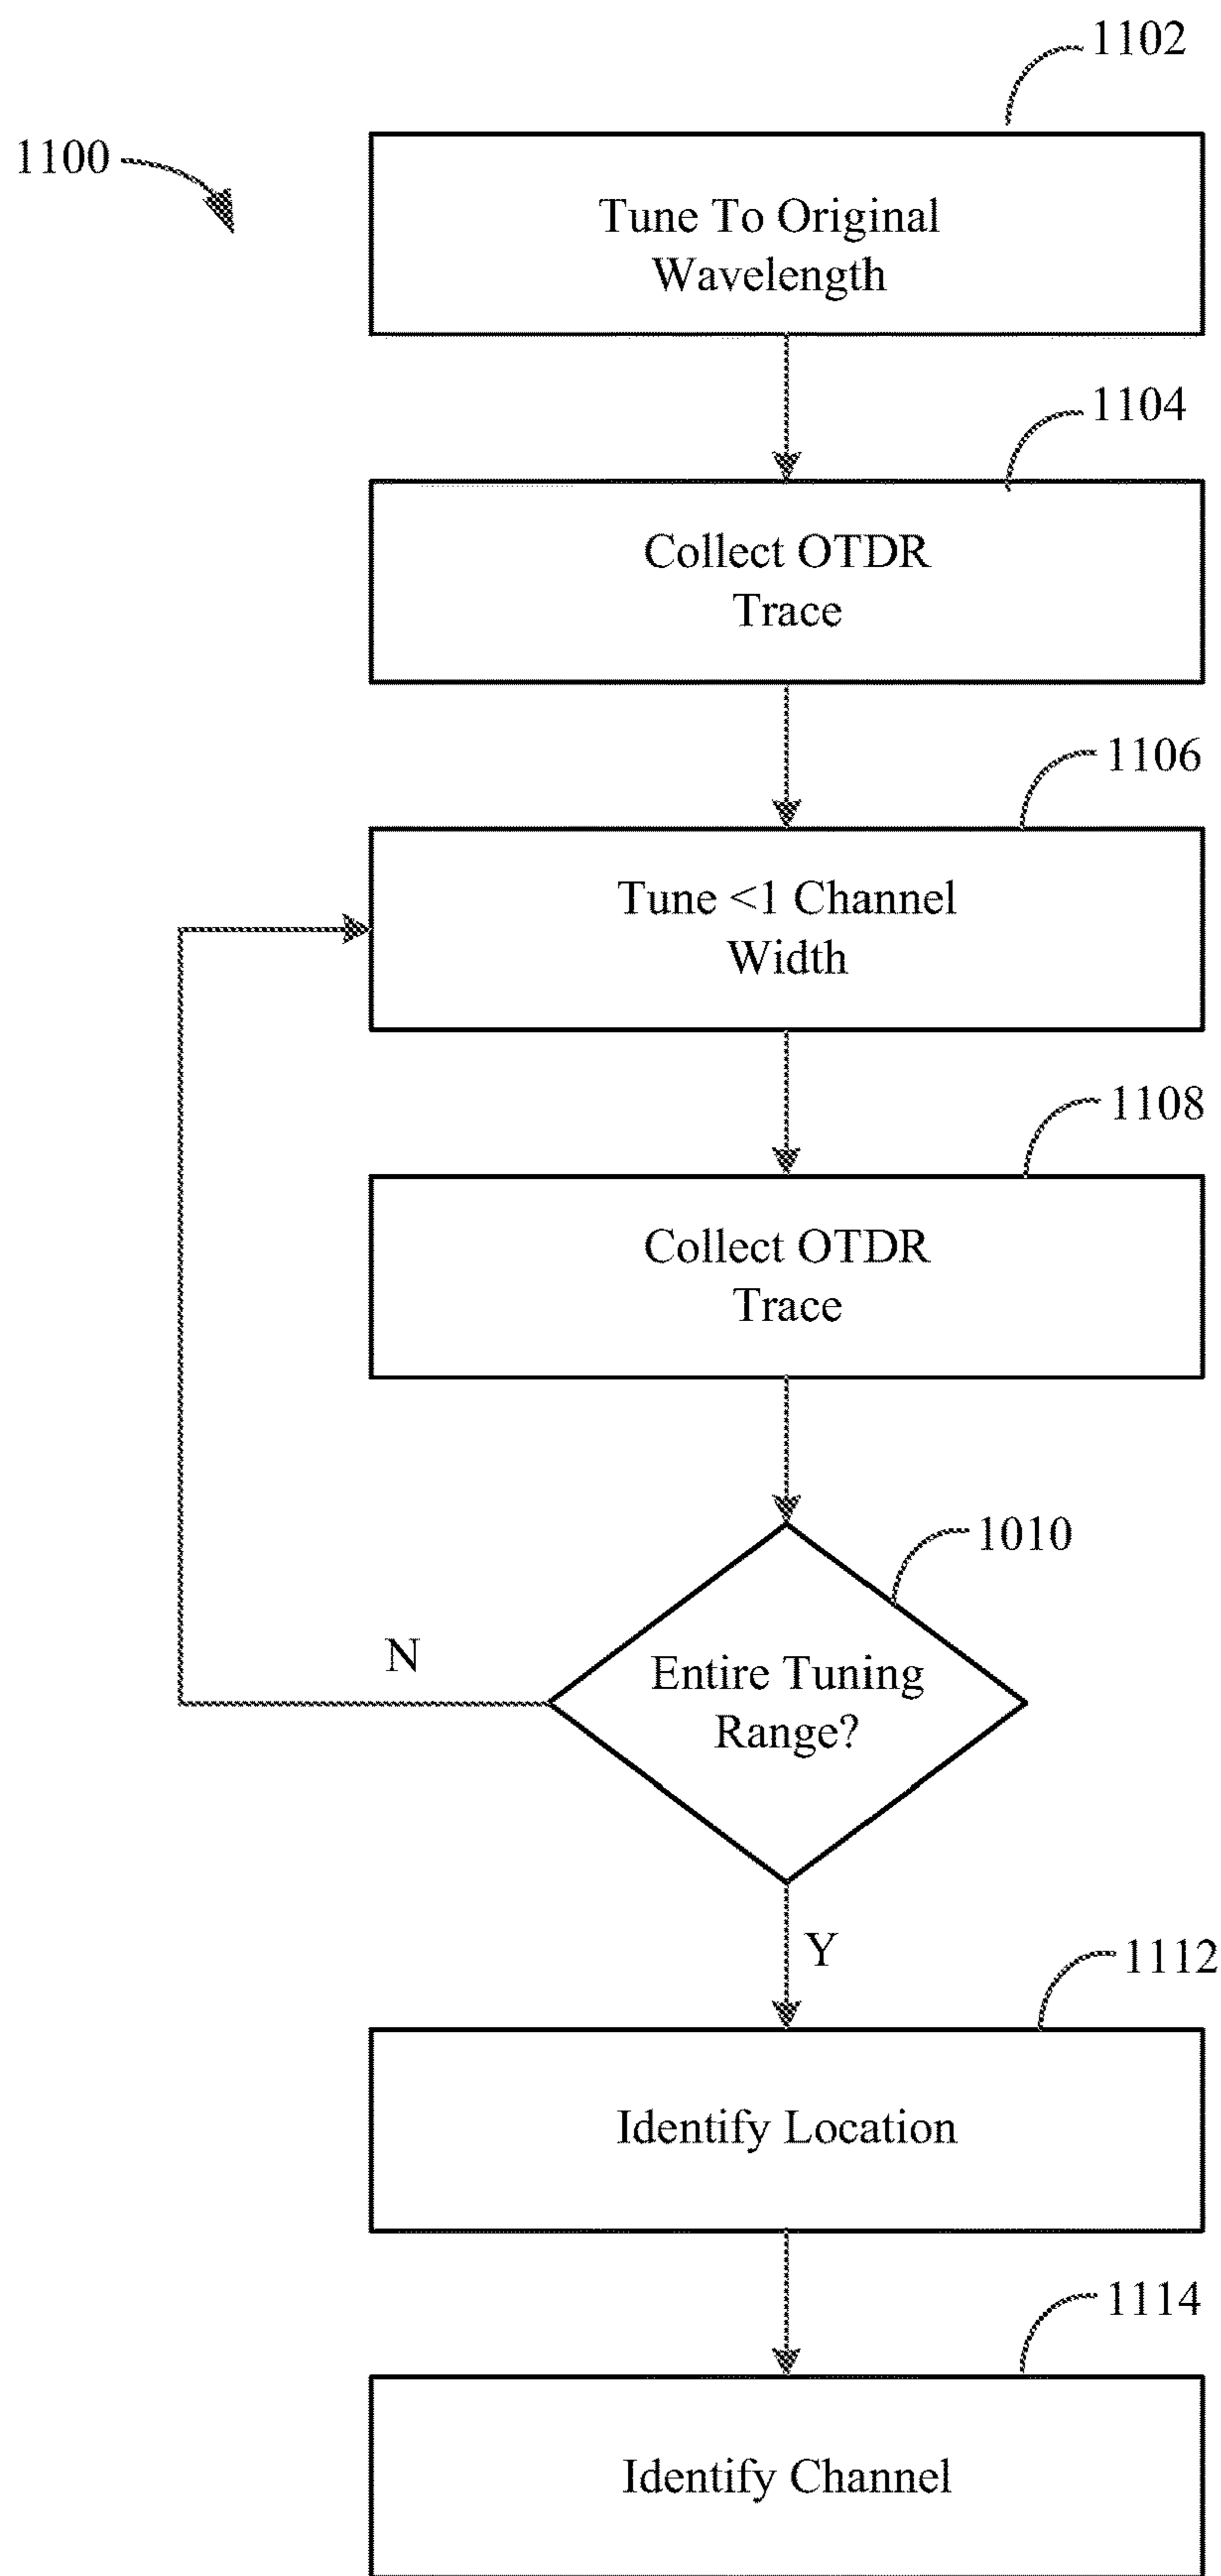 1102
1100
Tune To Original
Wavelength
1104
Collect OTDR
Trace
1106
Tune <1 Channel
Width
1108
Collect OTDR
Trace
1010
Entire Tuning
Range?
N
Y
1112
Identify Location
1114
Identify Channel